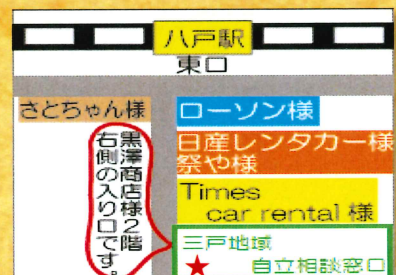 八戸駅
東口
さとちゃん様
ローソン様
日産レンタカー様
祭や様
Times
car rental 様
黒澤商店様2階
右側の入り口です。
三戸地域
★ 自立相談窓口